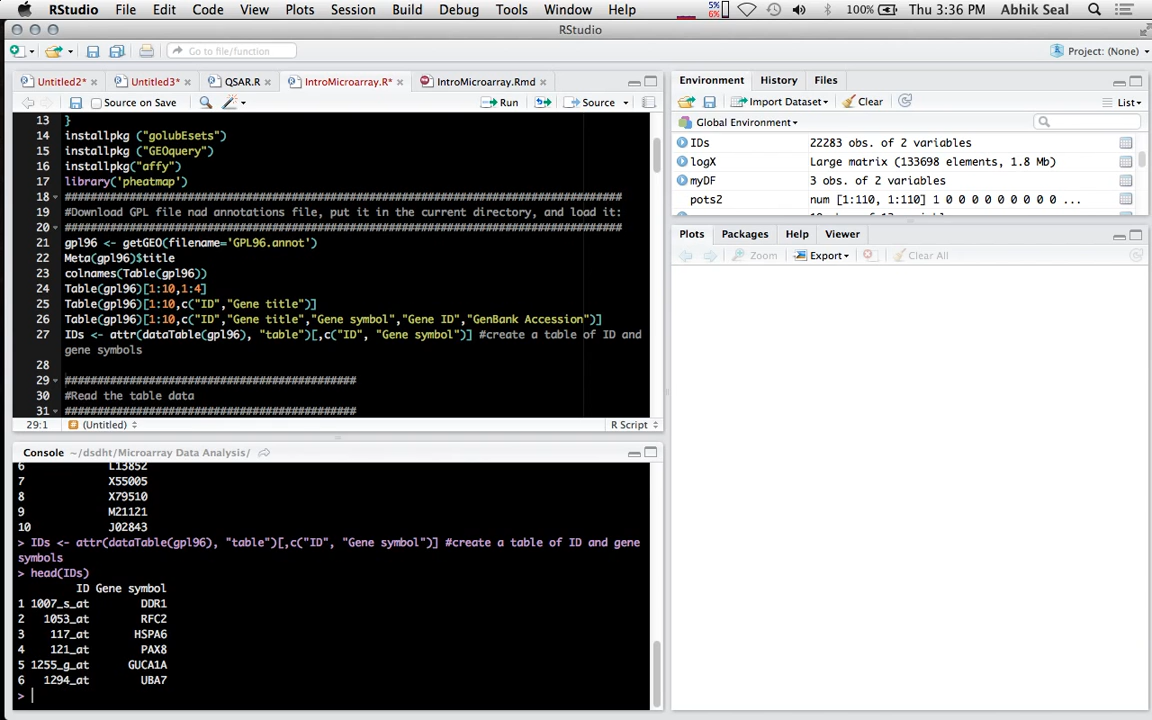 RStudio File Edit Code View Plots Session Build Debug Tools Window Help 5% 6% 100% Thu 3:36 PM Abhik Seal
RStudio
Go to file/function Project: (None)
Untitled2* Untitled3* QSAR.R IntroMicroarray.R* IntroMicroarray.Rmd
Source on Save Run Source
13 }
14 installpkg ("golubEsets")
15 installpkg ("GEOquery")
16 installpkg("affy")
17 library('pheatmap')
18 ######################################################################################
19 #Download GPL file nad annotations file, put it in the current directory, and load it:
20 ######################################################################################
21 gpl96 <- getGEO(filename='GPL96.annot')
22 Meta(gpl96)$title
23 colnames(Table(gpl96))
24 Table(gpl96)[1:10,1:4]
25 Table(gpl96)[1:10,c("ID","Gene title")]
26 Table(gpl96)[1:10,c("Gene title","Gene symbol","Gene ID","GenBank Accession")]
27 IDs <- attr(dataTable(gpl96), "table")[,c("ID", "Gene symbol")] #create a table of ID and
gene symbols
28
29 #############################################
30 #Read the table data
31 #############################################
29:1 (Untitled) R Script
Console ~/dsdht/Microarray Data Analysis/
6 L13852
7 X55005
8 X79510
9 M21121
10 J02843
> IDs <- attr(dataTable(gpl96), "table")[,c("ID", "Gene symbol")] #create a table of ID and gene
symbols
> head(IDs)
ID Gene symbol
1 1007_s_at DDR1
2 1053_at RFC2
3 117_at HSPA6
4 121_at PAX8
5 1255_g_at GUCA1A
6 1294_at UBA7
>
Environment History Files
Import Dataset Clear List
Global Environment
IDs 22283 obs. of 2 variables
logX Large matrix (133698 elements, 1.8 Mb)
myDF 3 obs. of 2 variables
pots2 num [1:110, 1:110] 1 0 0 0 0 0 0 0 0 0 ...
Plots Packages Help Viewer
Zoom Export Clear All